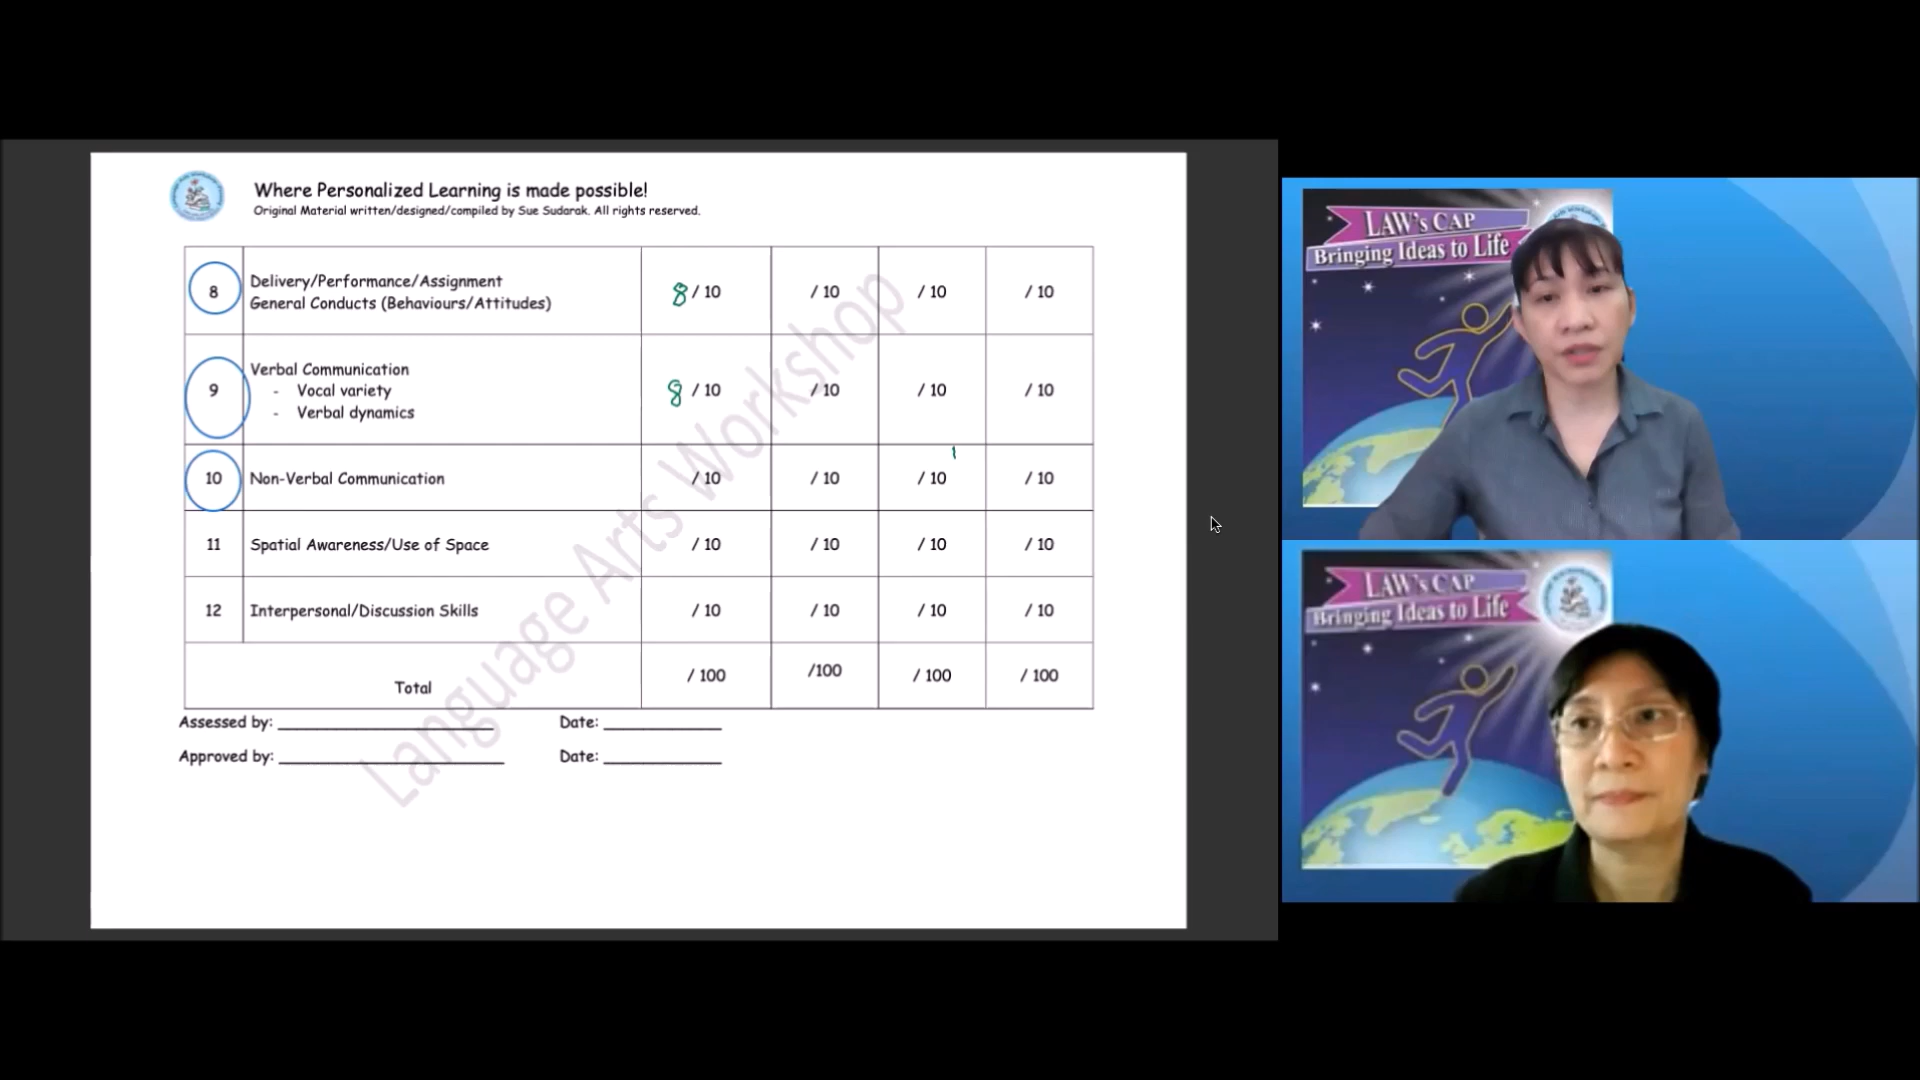 Where Personalized Learning is made possible!
Original Material written/designed/compiled by Sue Sudarak. All rights reserved.
8 Delivery/Performance/Assignment
General Conducts (Behaviours/Attitudes) 8 / 10 / 10 / 10 / 10
9 Verbal Communication
- Vocal variety 8 / 10 / 10 / 10 / 10
- Verbal dynamics
10 Non-Verbal Communication / 10 / 10 / 10 / 10
11 Spatial Awareness/Use of Space / 10 / 10 / 10 / 10
12 Interpersonal/Discussion Skills / 10 / 10 / 10 / 10
Total / 100 /100 / 100 / 100
Assessed by: Date:
Approved by: Date:
Language Arts Workshop
LAW's CAP
Bringing Ideas to Life
LAW's CAP
Bringing Ideas to Life